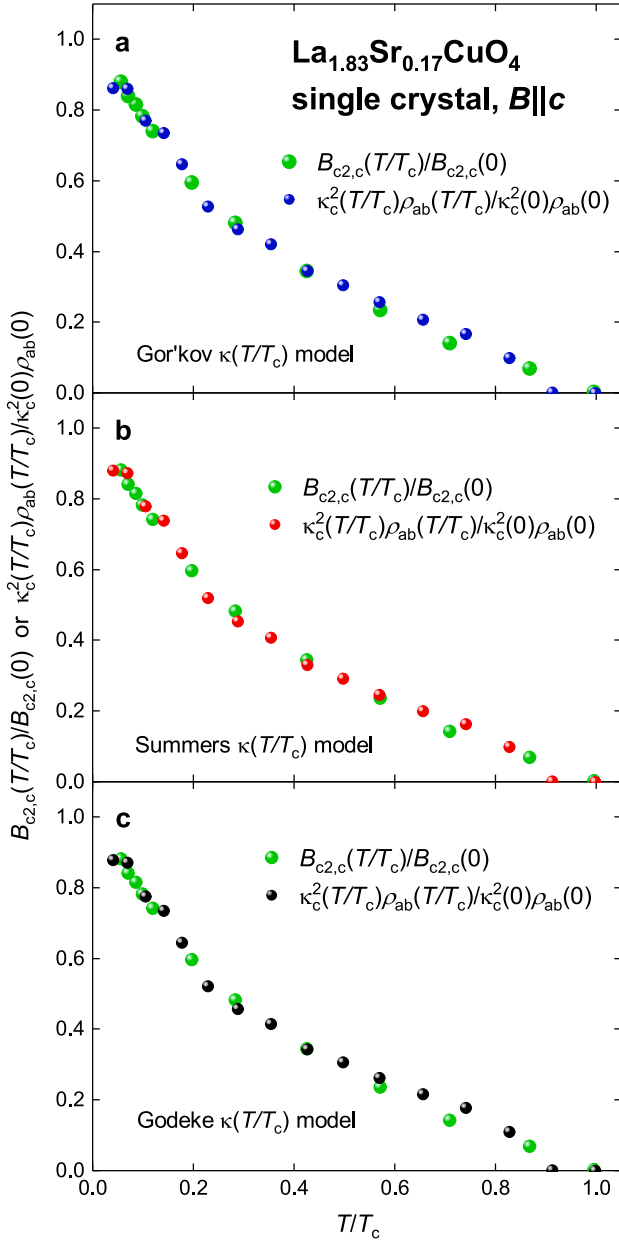 a
La1.83Sr0.17CuO4
single crystal, B||c
Bc2,c(T/Tc)/Bc2,c(0)
κc²(T/Tc)ρab(T/Tc)/κc²(0)ρab(0)
Gor'kov κ(T/Tc) model
1.0
0.8
0.6
0.4
0.2
0.0
b
Bc2,c(T/Tc)/Bc2,c(0)
κc²(T/Tc)ρab(T/Tc)/κc²(0)ρab(0)
Summers κ(T/Tc) model
1.0
0.8
0.6
0.4
0.2
0.0
c
Bc2,c(T/Tc)/Bc2,c(0)
κc²(T/Tc)ρab(T/Tc)/κc²(0)ρab(0)
Godeke κ(T/Tc) model
1.0
0.8
0.6
0.4
0.2
0.0
0.0 0.2 0.4 0.6 0.8 1.0
T/Tc
Bc2,c(T/Tc)/Bc2,c(0) or κc²(T/Tc)ρab(T/Tc)/κc²(0)ρab(0)